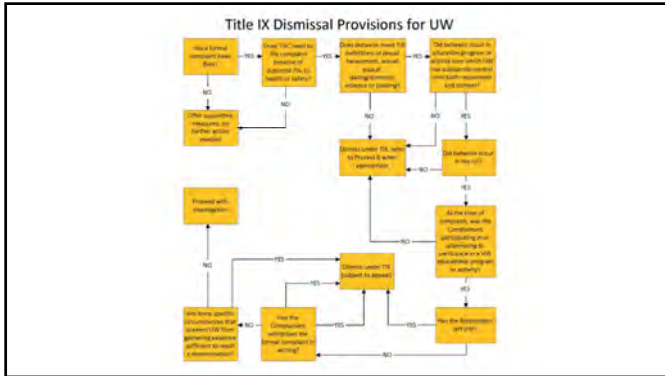 Title IX Dismissal Provisions for UW
Has a formal
complaint been
filed?
YES
Does TIXC need to
file complaint
because of
potential risk to
health or safety?
YES
Does behavior meet TIX
definitions of sexual
harassment, sexual
assault,
dating/domestic
violence or stalking?
YES
Did behavior occur in
education program or
activity over which UW
has substantial control
over both respondent
and context?
NO
NO
NO
NO
YES
Offer supportive
measures, no
further action
needed
Dismiss under TIX, refer
to Process B when
appropriate
NO
Did behavior occur
in the US?
YES
Proceed with
investigation
At the time of
complaint, was the
Complainant
participating in or
attempting to
participate in a UW
educational program
or activity?
NO
NO
YES
Dismiss under TIX
(subject to appeal)
YES
YES
Are there specific
circumstances that
prevent UW from
gathering evidence
sufficient to reach
a determination?
NO
Has the
Complainant
withdrawn the
formal complaint in
writing?
YES
YES
Has the Respondent
left UW?
NO